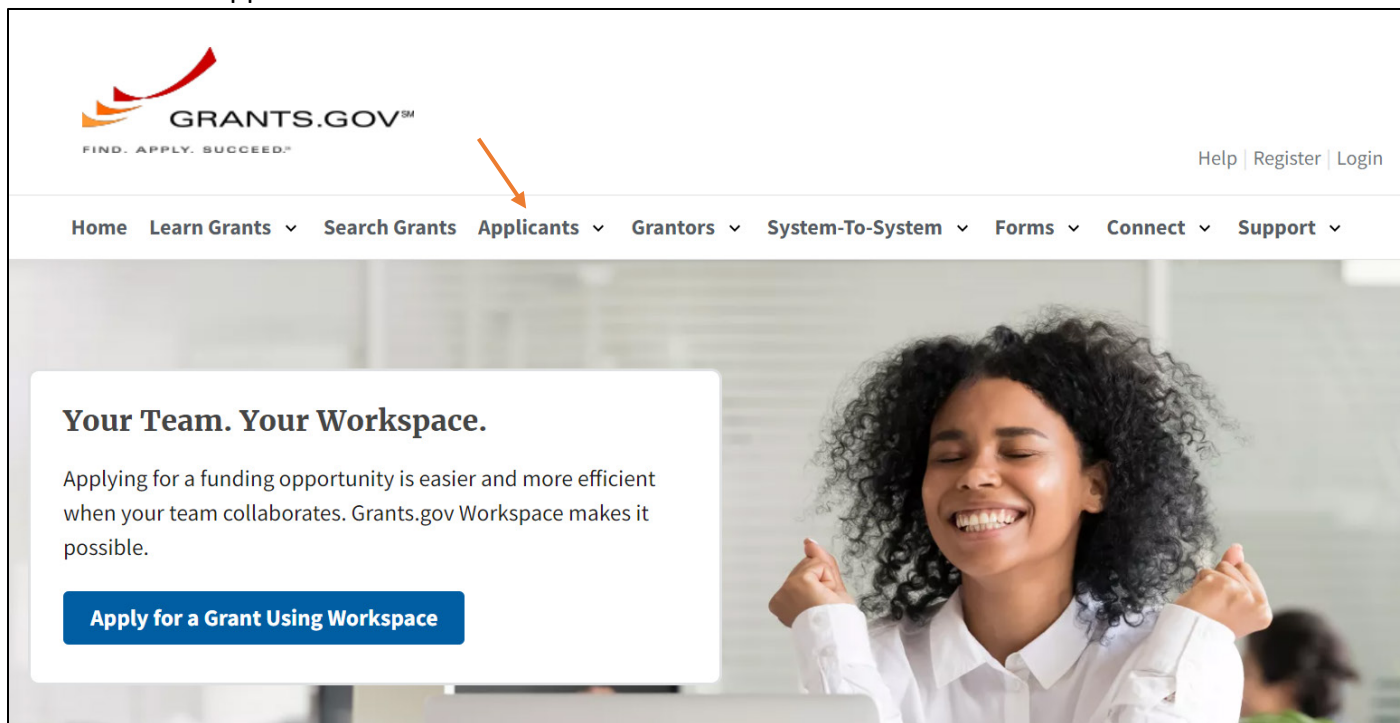 GRANTS.GOV℠
FIND. APPLY. SUCCEED.®
Help | Register | Login
Home Learn Grants Search Grants Applicants Grantors System-To-System Forms Connect Support
Your Team. Your Workspace.
Applying for a funding opportunity is easier and more efficient
when your team collaborates. Grants.gov Workspace makes it
possible.
Apply for a Grant Using Workspace